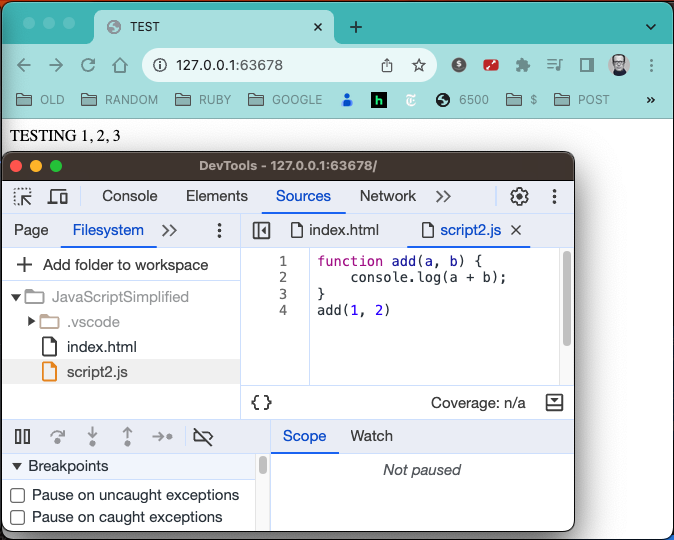 TEST
127.0.0.1:63678
OLD RANDOM RUBY GOOGLE h 6500 $ POST »
TESTING 1, 2, 3
DevTools - 127.0.0.1:63678/
Console Elements Sources Network
Page Filesystem
index.html script2.js
Add folder to workspace
JavaScriptSimplified
.vscode
index.html
script2.js
1 function add(a, b) {
2 console.log(a + b);
3 }
4 add(1, 2)
{} Coverage: n/a
Scope Watch
Breakpoints
Not paused
Pause on uncaught exceptions
Pause on caught exceptions